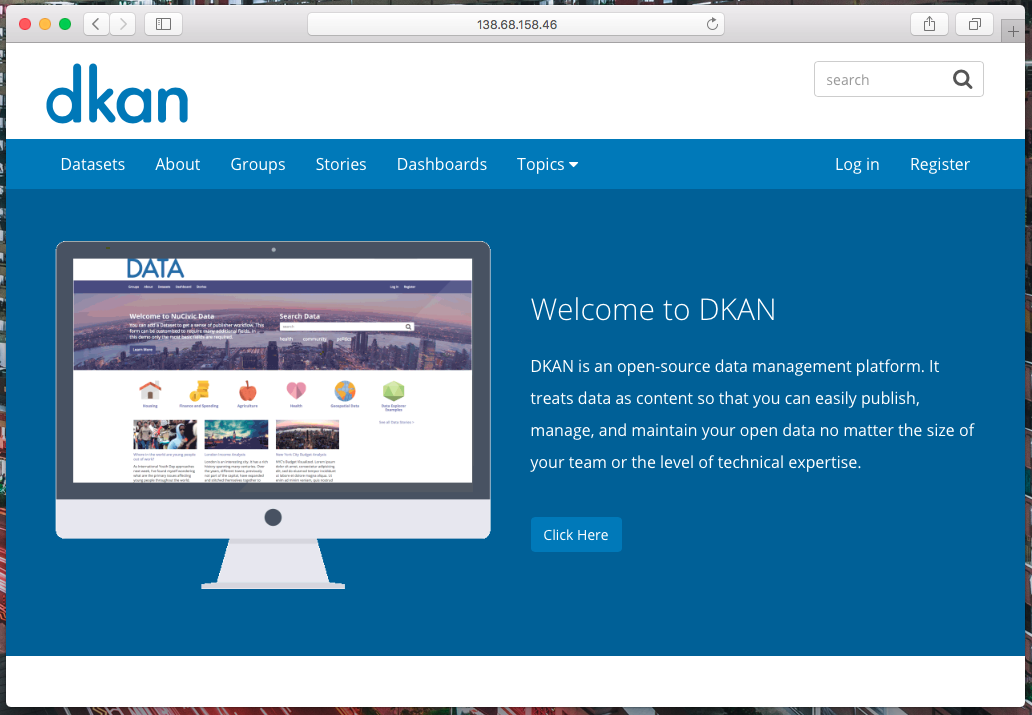 138.68.158.46
dkan
search
Datasets About Groups Stories Dashboards Topics Log in Register
DATA
Groups About Datasets Dashboard Stories Log in Register
Welcome to NuCivic Data
You can add a Dataset to get a sense of publisher workflow. This
form can be customized to require many additional fields. In
this demo only the most basic fields are required.
Learn More
Search Data
search
health community politics
Housing
Finance and Spending
Agriculture
Health
Geospatial Data
Data Explorer
Examples
Where in the world are young people
out of work?
London Income Analysis
New York City Budget Analysis
Welcome to DKAN
DKAN is an open-source data management platform. It
treats data as content so that you can easily publish,
manage, and maintain your open data no matter the size of
your team or the level of technical expertise.
Click Here